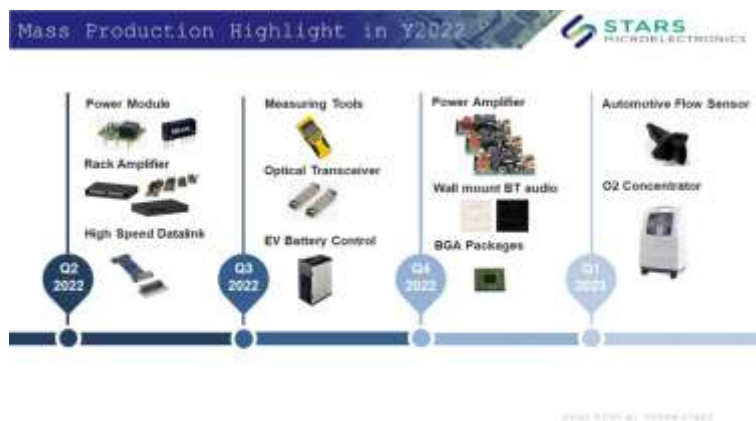 Mass Production Highlight in Y2022
STARS
MICROELECTRONICS
Power Module
Rack Amplifier
High Speed Datalink
Q2
2022
Measuring Tools
Optical Transceiver
EV Battery Control
Q3
2022
Power Amplifier
Wall mount BT audio
BGA Packages
Q4
2022
Automotive Flow Sensor
O2 Concentrator
Q1
2023